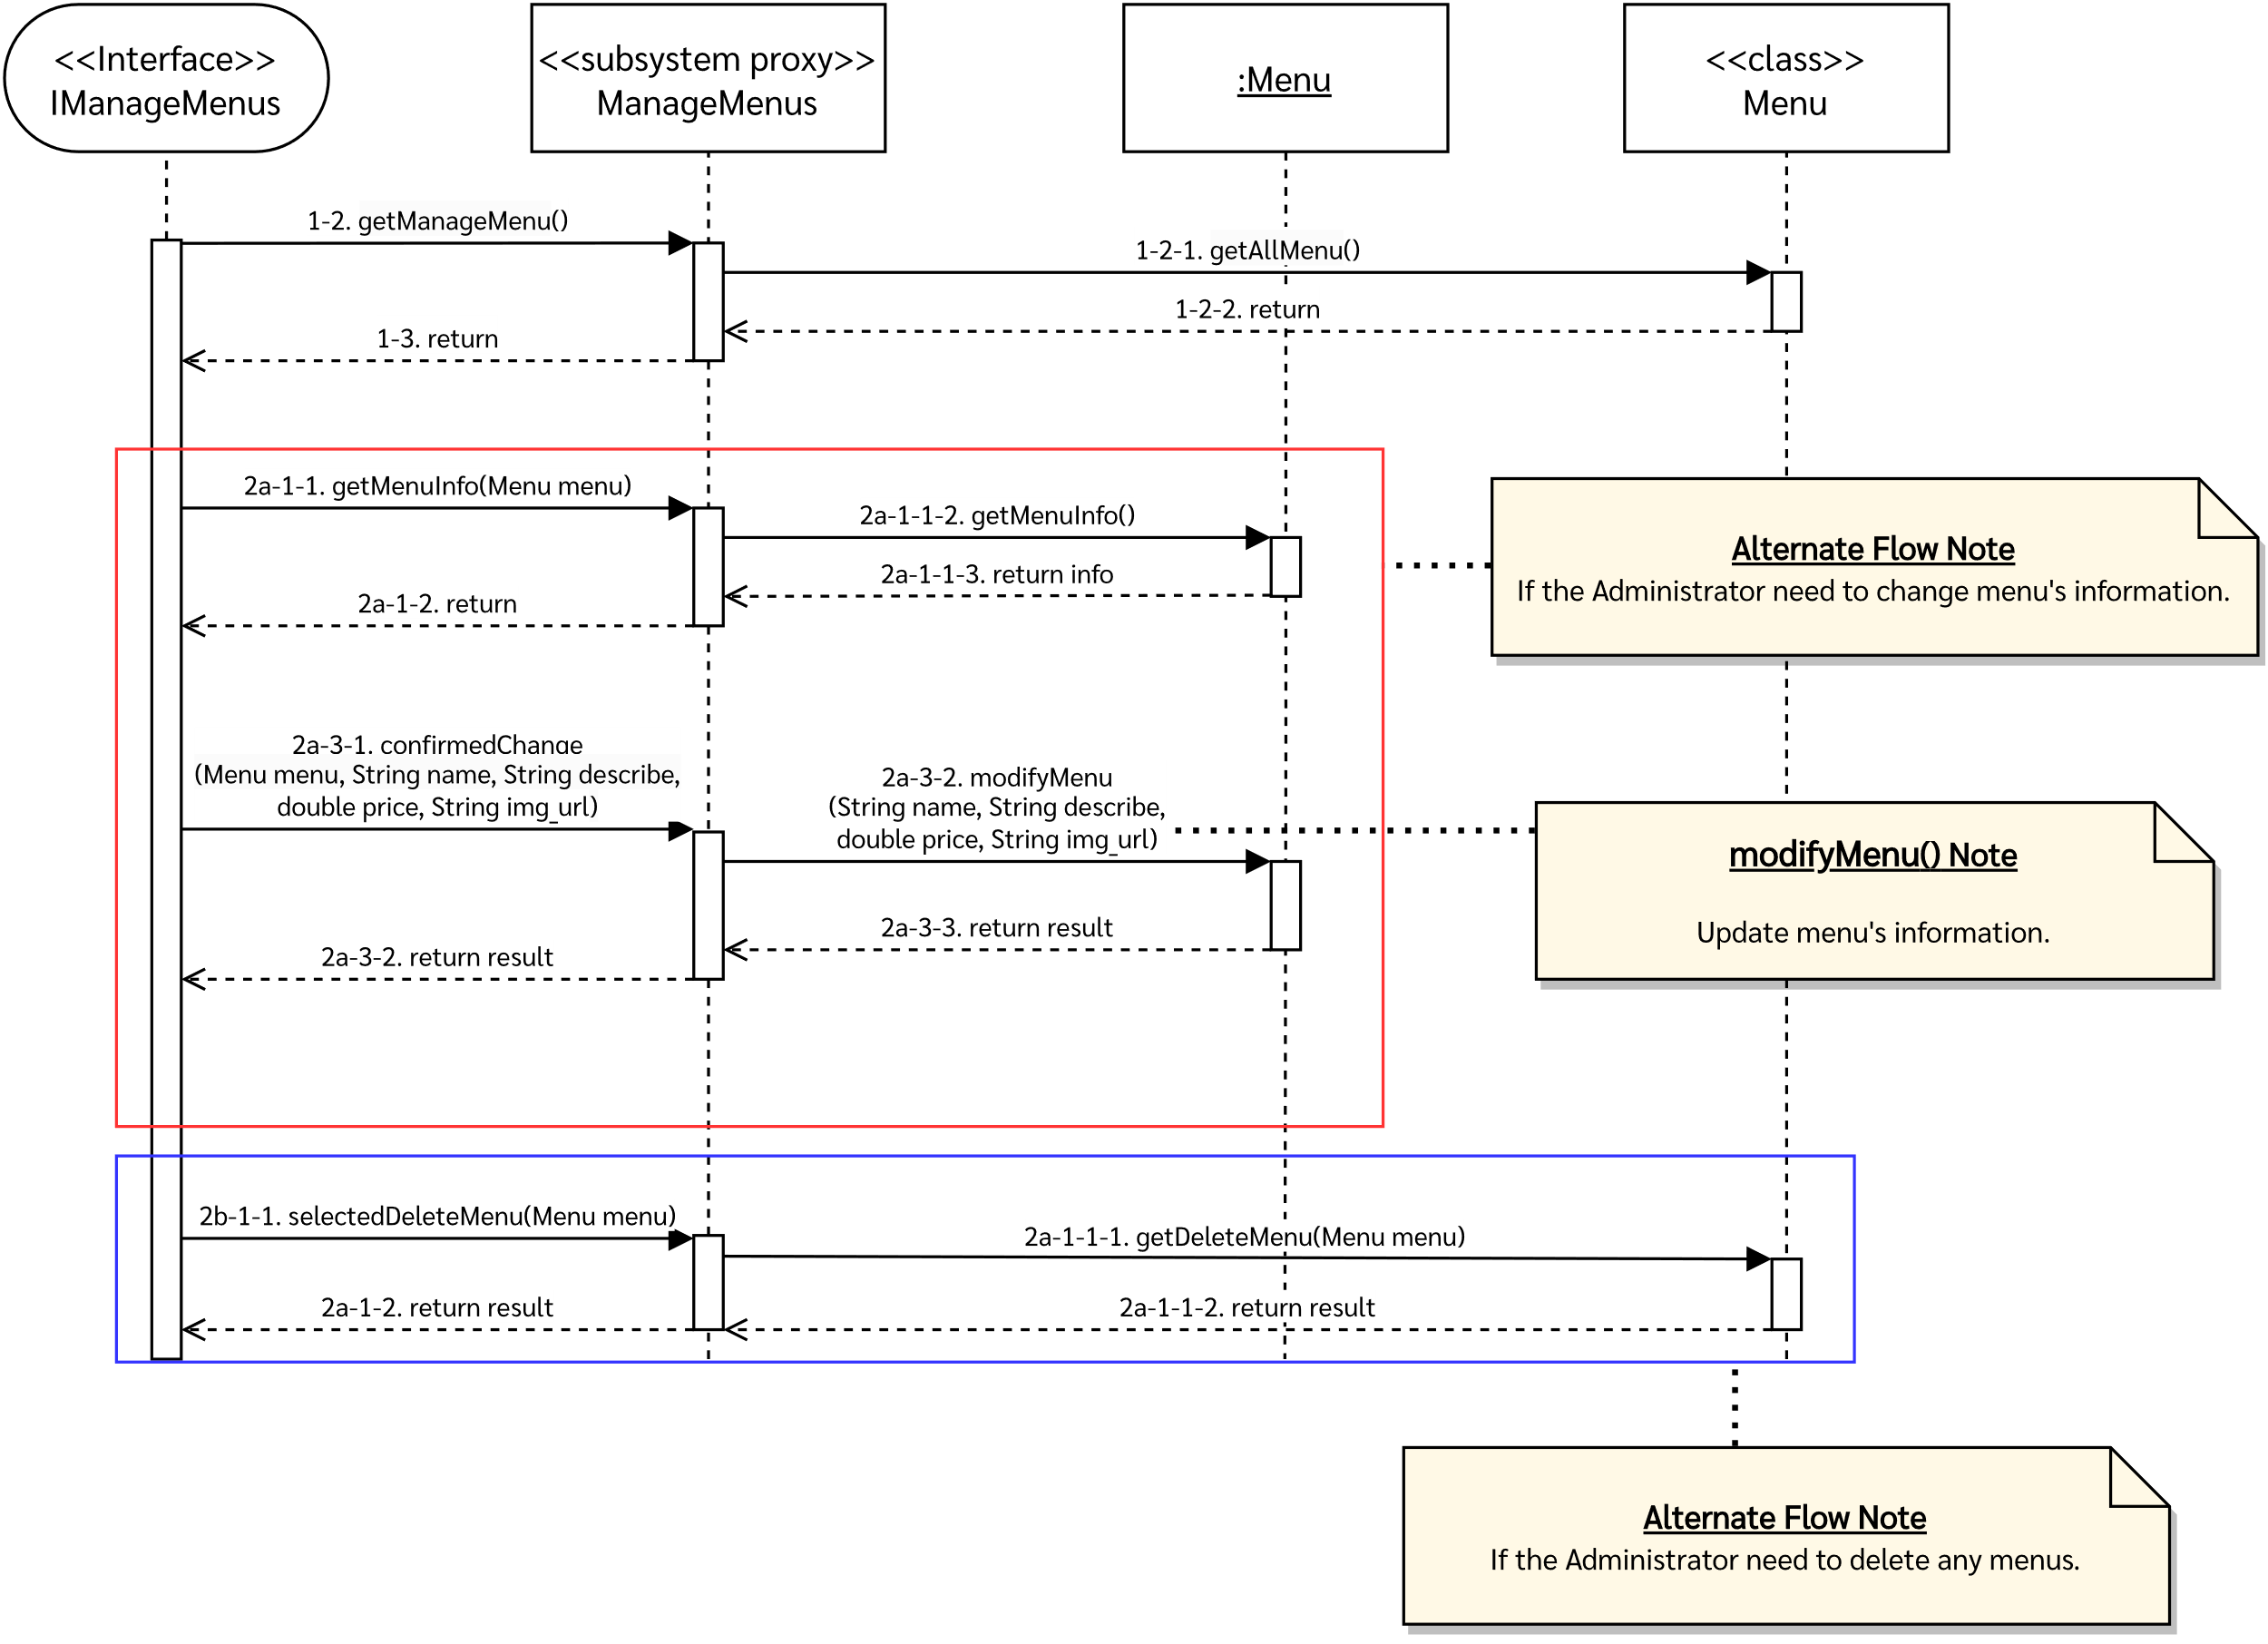 <<Interface>>
IManageMenus
<<subsystem proxy>>
ManageMenus
:Menu
<<class>>
Menu
1-2. getManageMenu()
1-2-1. getAllMenu()
1-2-2. return
1-3. return
2a-1-1. getMenuInfo(Menu menu)
2a-1-1-2. getMenuInfo()
2a-1-1-3. return info
2a-1-2. return
Alternate Flow Note
If the Administrator need to change menu's information.
2a-3-1. confirmedChange
(Menu menu, String name, String describe,
double price, String img_url)
2a-3-2. modifyMenu
(String name, String describe,
double price, String img_url)
modifyMenu() Note
Update menu's information.
2a-3-3. return result
2a-3-2. return result
2b-1-1. selectedDeleteMenu(Menu menu)
2a-1-1-1. getDeleteMenu(Menu menu)
2a-1-2. return result
2a-1-1-2. return result
Alternate Flow Note
If the Administrator need to delete any menus.